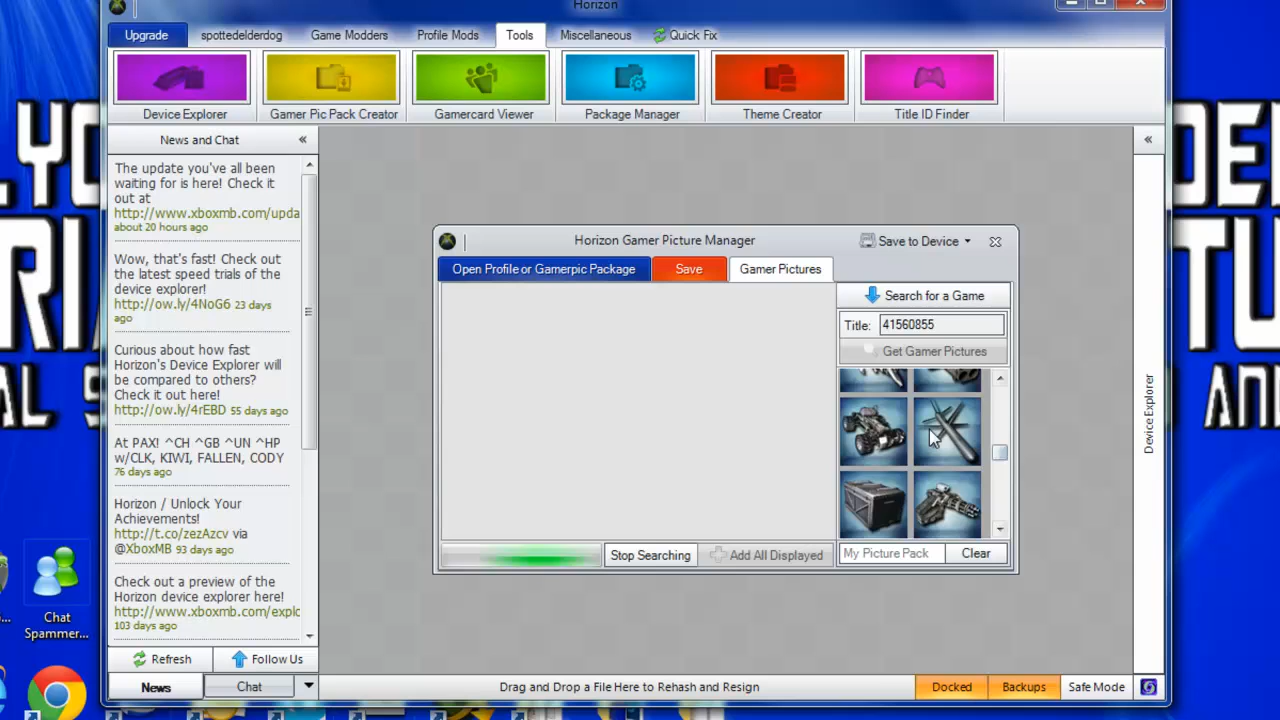 Horizon
Upgrade spottedelderdog Game Modders Profile Mods Tools Miscellaneous Quick Fix
Device Explorer Gamer Pic Pack Creator Gamercard Viewer Package Manager Theme Creator Title ID Finder
News and Chat «
The update you've all been
waiting for is here! Check it
out at
http://www.xboxmb.com/upda
about 20 hours ago
Wow, that's fast! Check out
the latest speed trials of the
device explorer!
http://ow.ly/4NoG6 23 days
ago
Curious about how fast
Horizon's Device Explorer will
be compared to others?
Check it out here!
http://ow.ly/4rEBD 55 days ago
At PAX! ^CH ^GB ^UN ^HP
w/CLK, KIWI, FALLEN, CODY
76 days ago
Horizon / Unlock Your
Achievements!
http://t.co/zezAzcv via
@XboxMB 93 days ago
Check out a preview of the
Horizon device explorer here!
http://www.xboxmb.com/explo
103 days ago
Refresh Follow Us
News Chat
Horizon Gamer Picture Manager Save to Device
Open Profile or Gamerpic Package Save Gamer Pictures
Search for a Game
Title: 41560855
Get Gamer Pictures
Stop Searching Add All Displayed My Picture Pack Clear
«
Device Explorer
Drag and Drop a File Here to Rehash and Resign
Docked Backups Safe Mode
Chat
Spammer...